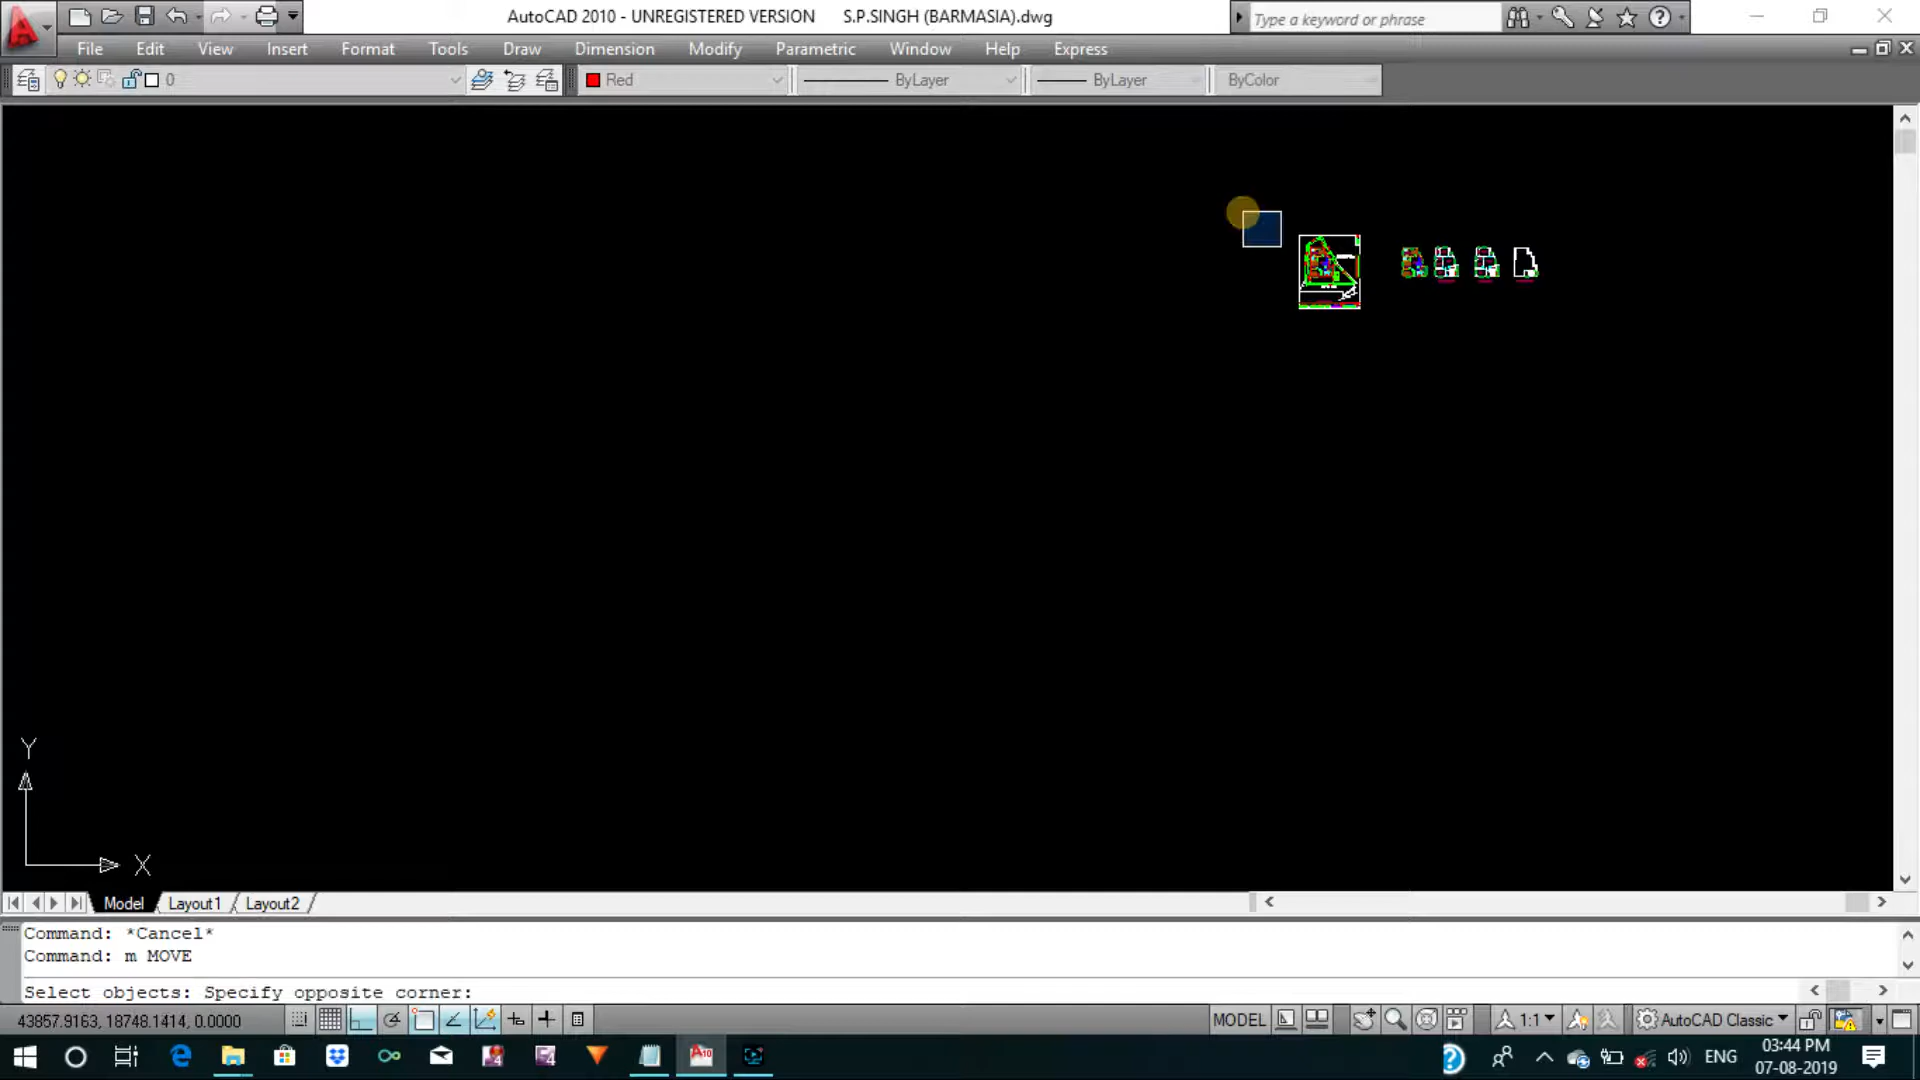 AutoCAD 2010 - UNREGISTERED VERSION S.P.SINGH (BARMASIA).dwg
Type a keyword or phrase
File Edit View Insert Format Tools Draw Dimension Modify Parametric Window Help Express
0 Red ByLayer ByLayer ByColor
Y
X
Model Layout1 Layout2
Command: *Cancel*
Command: m MOVE
Select objects: Specify opposite corner:
43857.9163, 18748.1414, 0.0000 MODEL 1:1 AutoCAD Classic
ENG 03:44 PM
07-08-2019